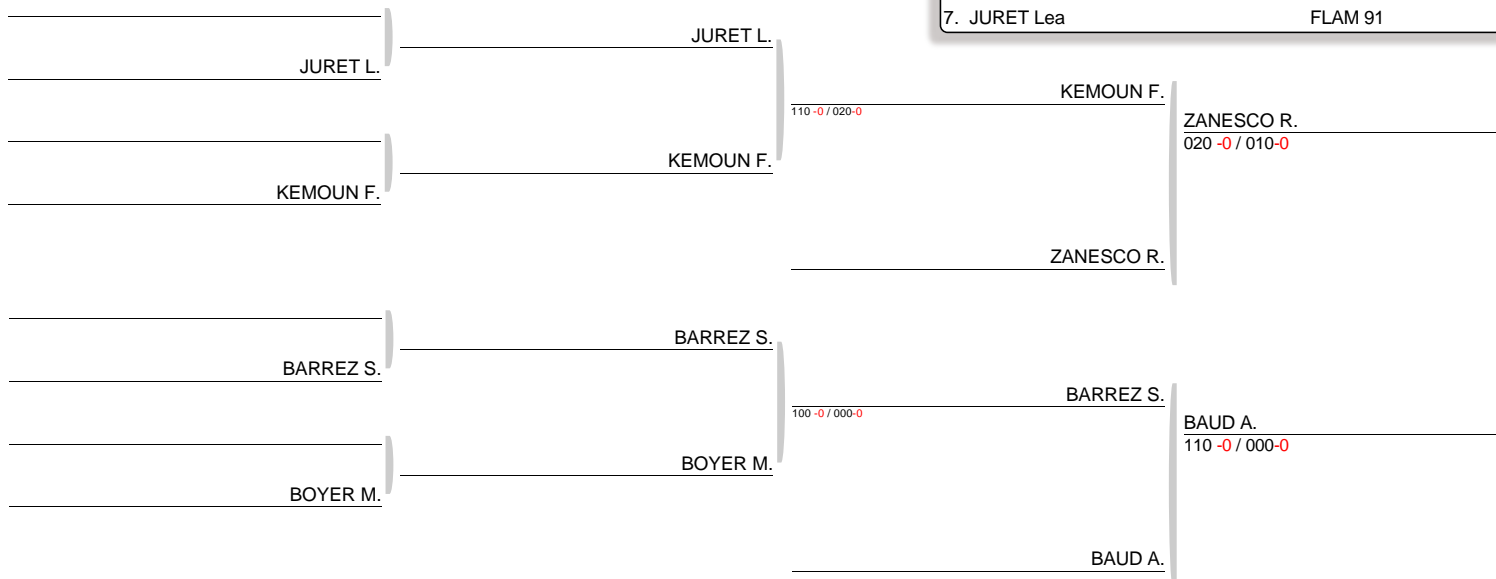 7. JURET Lea FLAM 91
JURET L.
JURET L.
KEMOUN F.
110 -0 / 020-0
ZANESCO R.
020 -0 / 010-0
KEMOUN F.
KEMOUN F.
ZANESCO R.
BARREZ S.
BARREZ S.
BARREZ S.
100 -0 / 000-0
BAUD A.
110 -0 / 000-0
BOYER M.
BOYER M.
BAUD A.